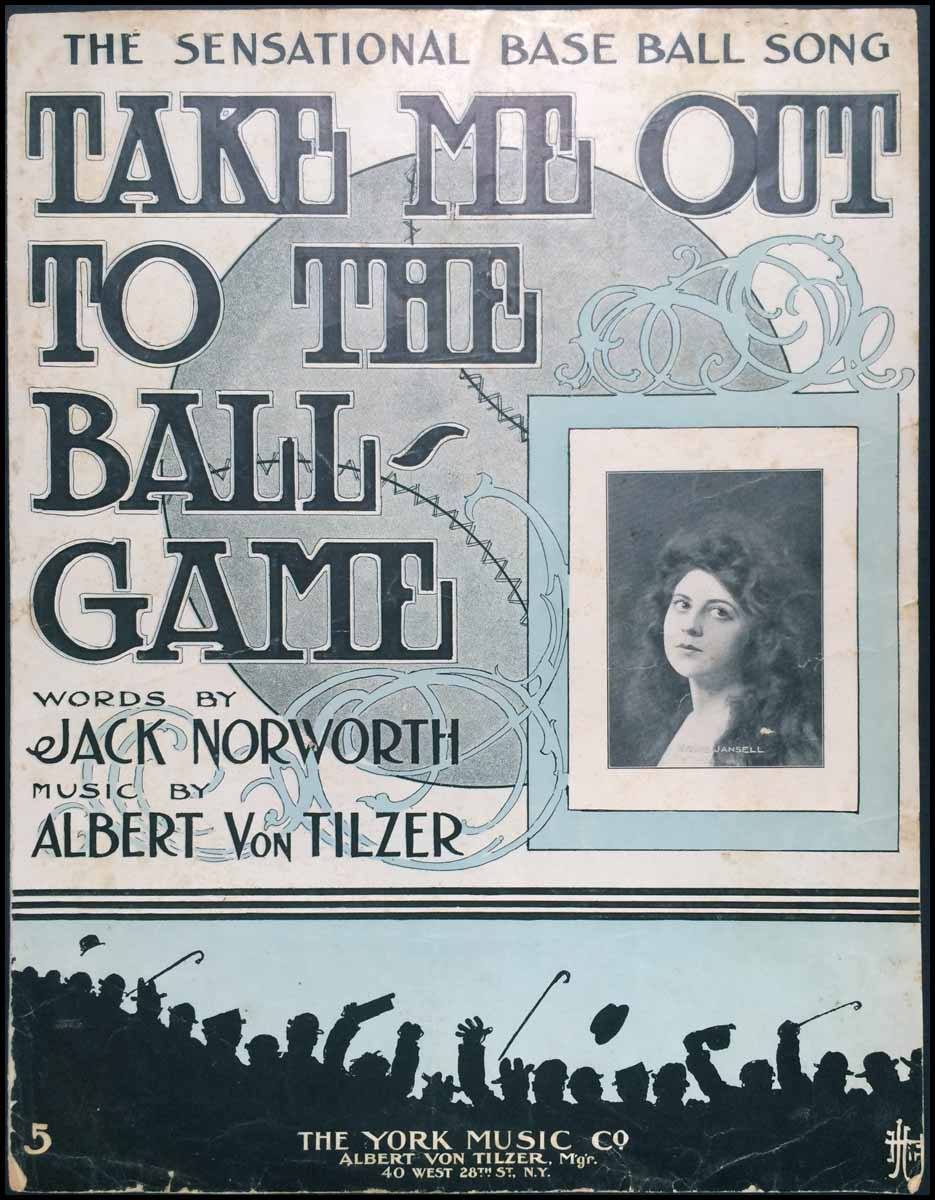 THE SENSATIONAL BASE BALL SONG
TAKE ME OUT
TO THE
BALL-
GAME
WORDS BY
JACK NORWORTH
MUSIC BY
ALBERT VON TILZER
JANSELL
5
THE YORK MUSIC CO
ALBERT VON TILZER, M'g'r.
40 WEST 28TH ST., N.Y.